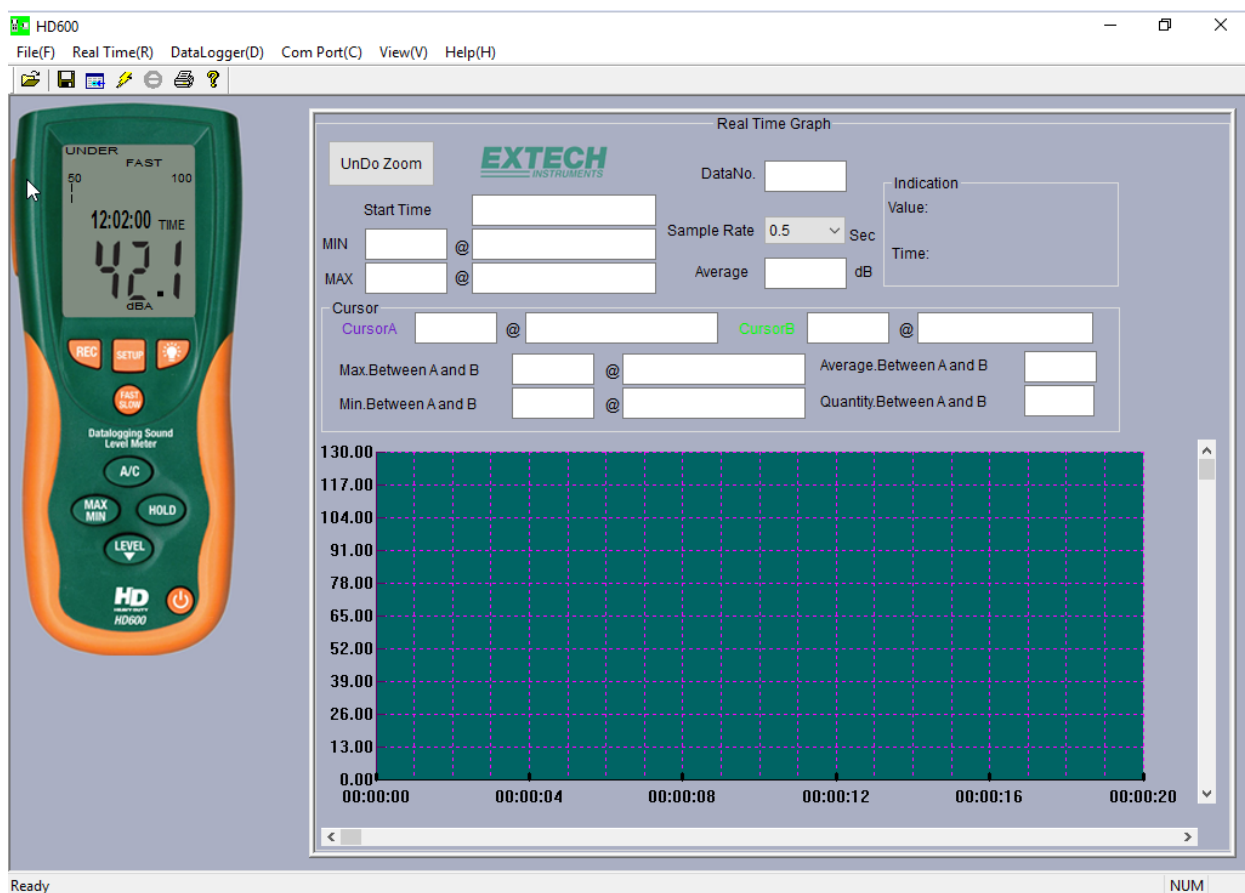 HD600
File(F) Real Time(R) DataLogger(D) Com Port(C) View(V) Help(H)
UNDER
FAST
50 100
12:02:00 TIME
42.1
dBA
REC SETUP
FAST
SLOW
Datalogging Sound
Level Meter
A/C
MAX
MIN
HOLD
LEVEL
HD
HEAVY DUTY
HD600
Real Time Graph
UnDo Zoom
EXTECH
INSTRUMENTS
DataNo.
Indication
Value:
Time:
Start Time
Sample Rate 0.5 Sec
MIN @
MAX @
Average dB
Cursor
CursorA @ CursorB @
Max.Between A and B @ Average.Between A and B
Min.Between A and B @ Quantity.Between A and B
130.00
117.00
104.00
91.00
78.00
65.00
52.00
39.00
26.00
13.00
0.00
00:00:00 00:00:04 00:00:08 00:00:12 00:00:16 00:00:20
Ready NUM